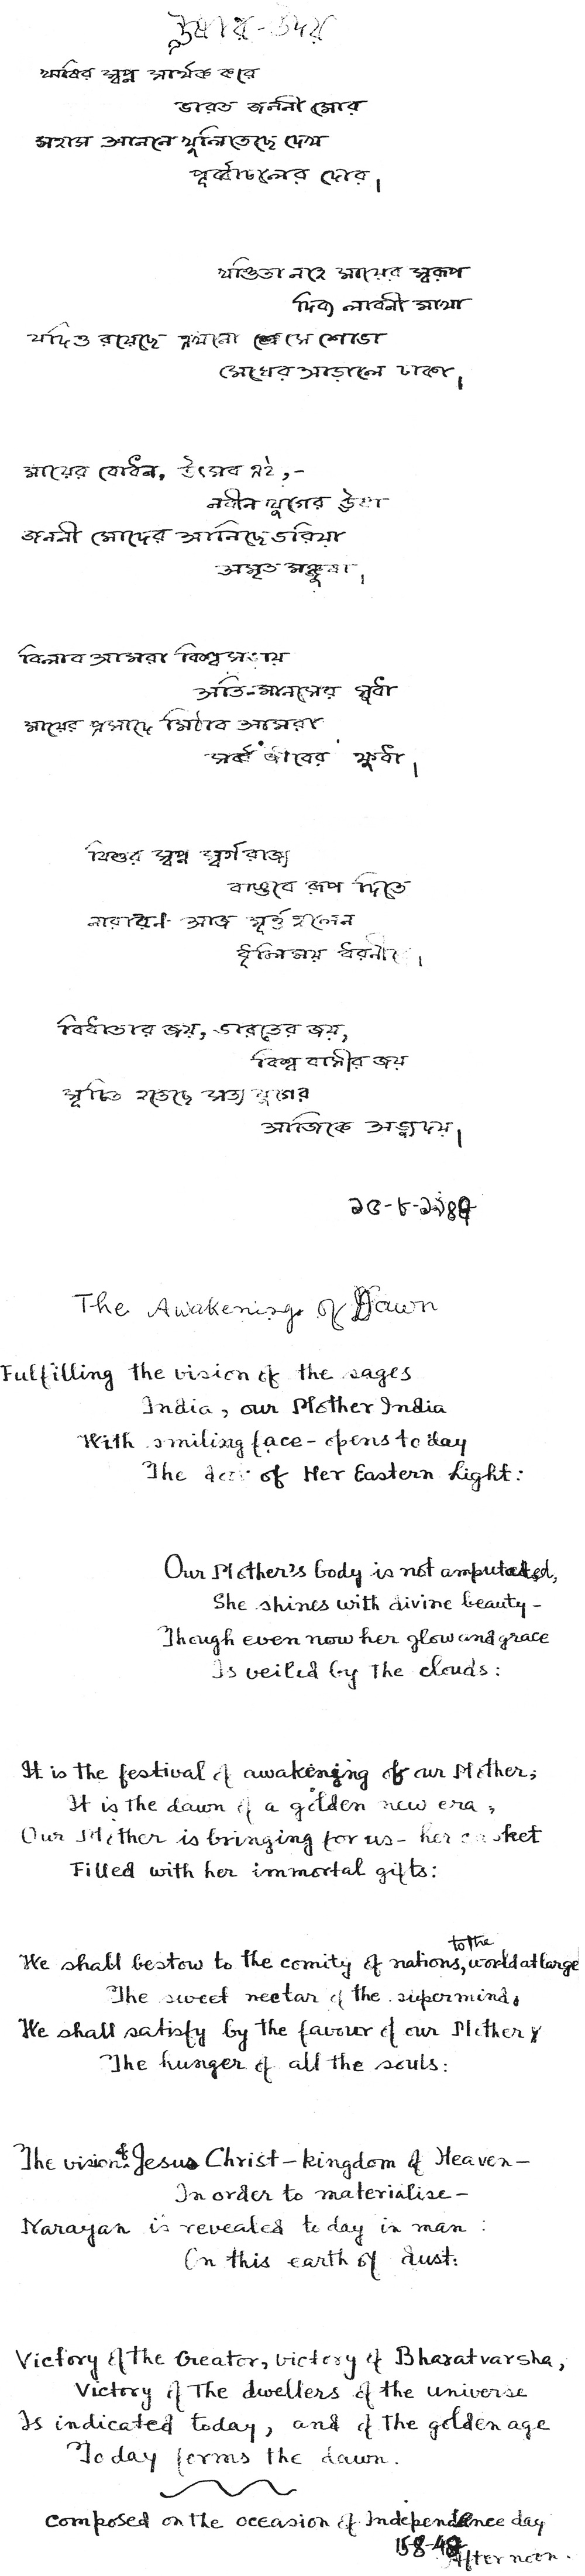 ঊষার-উদয়
ঋষির স্বপ্ন সার্থক করে
ভারত জননী মোর
সহাস আননে খুলিতেছে দেখ
পূর্ব্বাচলের দোর।
খণ্ডিতা নহে মায়ের স্বরূপ
দিব্য লাবনী মাখা
যদিও রয়েছে এখনো সে শোভা
মেঘের আড়ালে ঢাকা।
মায়ের বোধন, উৎসব এই,-
নবীন যুগের ঊষা
জননী মোদের আনিছে ভরিয়া
অমৃত মঞ্জুষা।
বিলাব আমরা বিশ্বসভায়
অতি-মানসের সুধা
মায়ের প্রসাদে মিটাব আমরা
সর্ব্ব জীবের ক্ষুধা।
যিশুর স্বপ্ন স্বর্গরাজ্য
বাস্তবে রূপ দিতে
নারায়ণ আজ মূর্ত্ত হলেন
ধূলিময় ধরনীতে।
বিধাতার জয়, ভারতের জয়,
বিশ্ব বাসীর জয়
সূচিত হতেছে সত্য যুগের
আজিকে অভ্যুদয়।
১৫-৮-১৯৪৭
The Awakening of Dawn
Fulfilling the vision of the sages
India, our Mother India
With smiling face - opens today
The door of Her Eastern Light:
Our Mother's body is not amputated,
She shines with divine beauty -
Though even now her glow and grace
Is veiled by the clouds:
It is the festival of awakening of our Mother;
It is the dawn of a golden new era,
Our Mother is bringing for us - her casket
Filled with her immortal gifts:
We shall bestow to the comity of nations, to the world at large
The sweet nectar of the supermind,
We shall satisfy by the favour of our Mother
The hunger of all the souls:
The vision of Jesus Christ - kingdom of Heaven -
In order to materialise -
Narayan is revealed today in man :
On this earth of dust:
Victory of the Creator, victory of Bharatvarsha,
Victory of The dwellers of the universe
Is indicated today, and of The golden age
Today forms the dawn.
Composed on the occasion of Independence day
15-8-47
Afternoon.